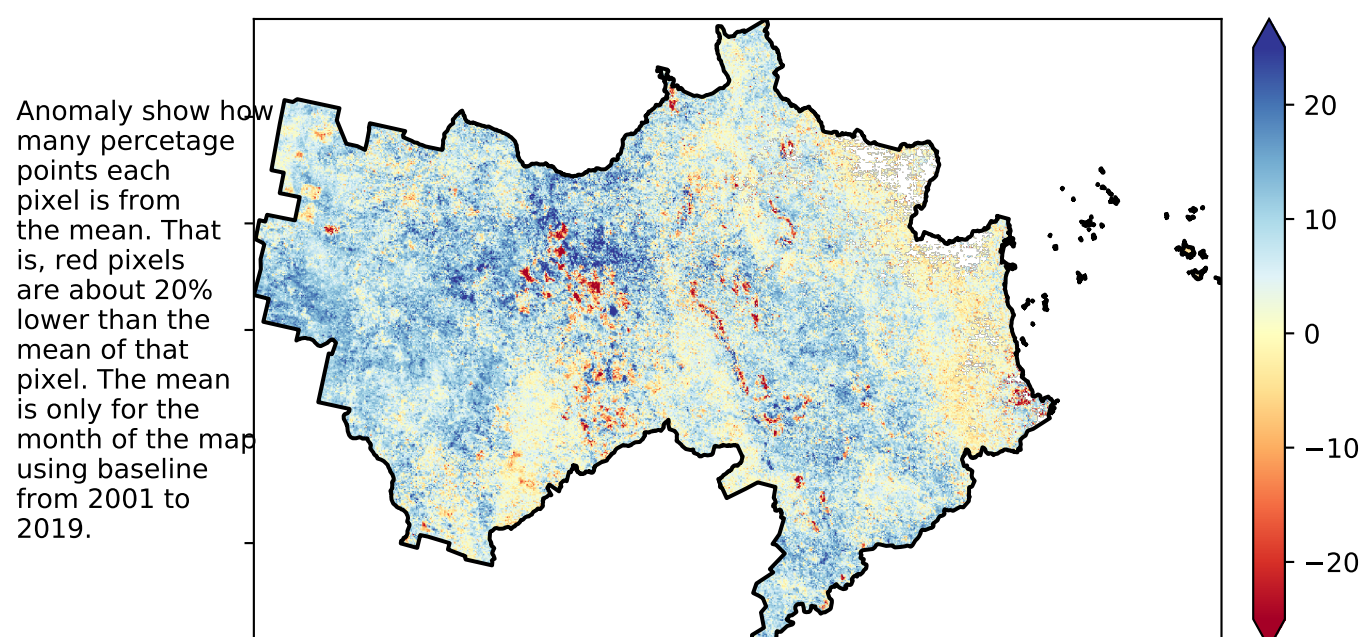 Anomaly show how
many percetage
points each
pixel is from
the mean. That
is, red pixels
are about 20%
lower than the
mean of that
pixel. The mean
is only for the
month of the map
using baseline
from 2001 to
2019.
20
10
0
−10
−20